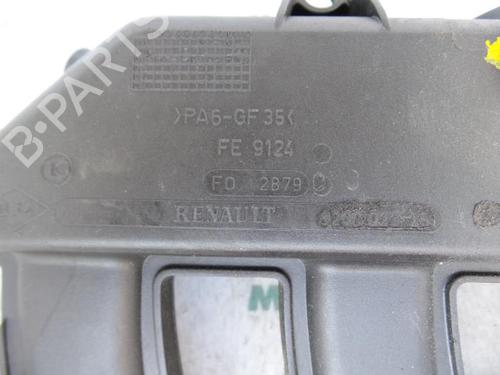 B-PARTS
>PA6-GF35<
FE 9124
FO 2879
RENAULT
M